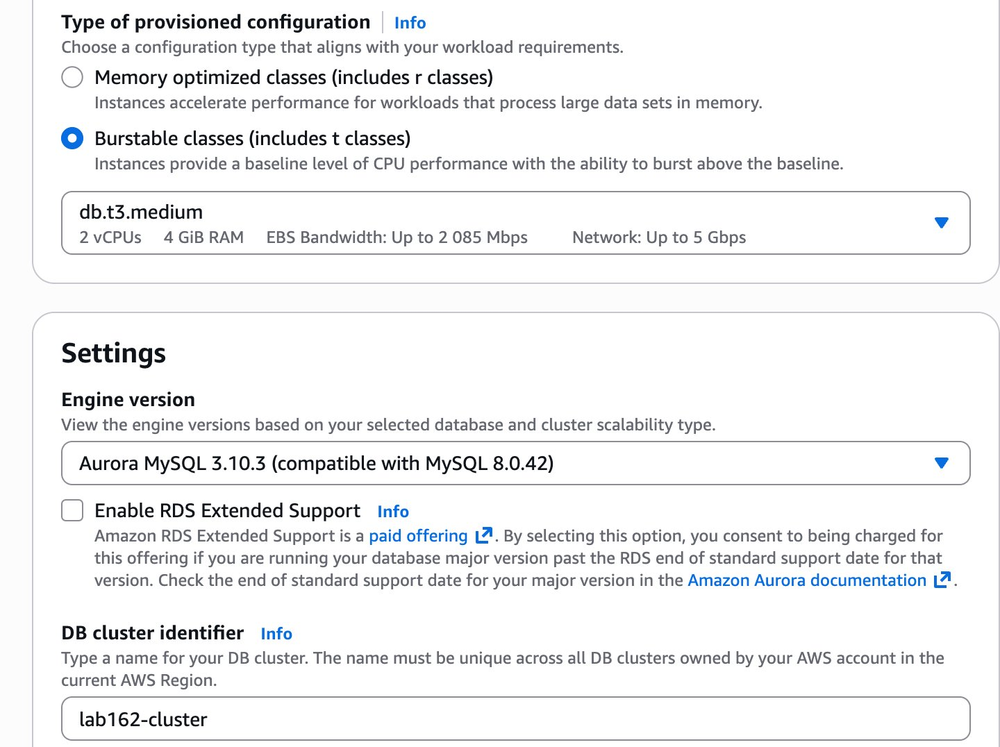 Type of provisioned configuration Info
Choose a configuration type that aligns with your workload requirements.
Memory optimized classes (includes r classes)
Instances accelerate performance for workloads that process large data sets in memory.
Burstable classes (includes t classes)
Instances provide a baseline level of CPU performance with the ability to burst above the baseline.
db.t3.medium
2 vCPUs 4 GiB RAM EBS Bandwidth: Up to 2 085 Mbps Network: Up to 5 Gbps
Settings
Engine version
View the engine versions based on your selected database and cluster scalability type.
Aurora MySQL 3.10.3 (compatible with MySQL 8.0.42)
Enable RDS Extended Support Info
Amazon RDS Extended Support is a paid offering. By selecting this option, you consent to being charged for
this offering if you are running your database major version past the RDS end of standard support date for that
version. Check the end of standard support date for your major version in the Amazon Aurora documentation.
DB cluster identifier Info
Type a name for your DB cluster. The name must be unique across all DB clusters owned by your AWS account in the
current AWS Region.
lab162-cluster